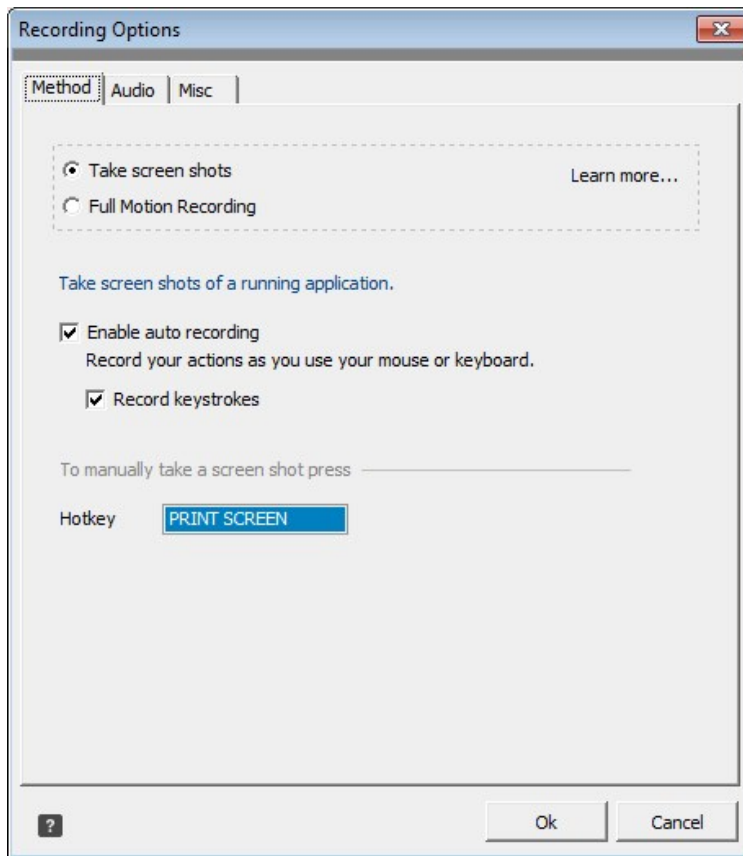 Recording Options
Method Audio Misc
Take screen shots Learn more...
Full Motion Recording
Take screen shots of a running application.
Enable auto recording
Record your actions as you use your mouse or keyboard.
Record keystrokes
To manually take a screen shot press
Hotkey PRINT SCREEN
? Ok Cancel